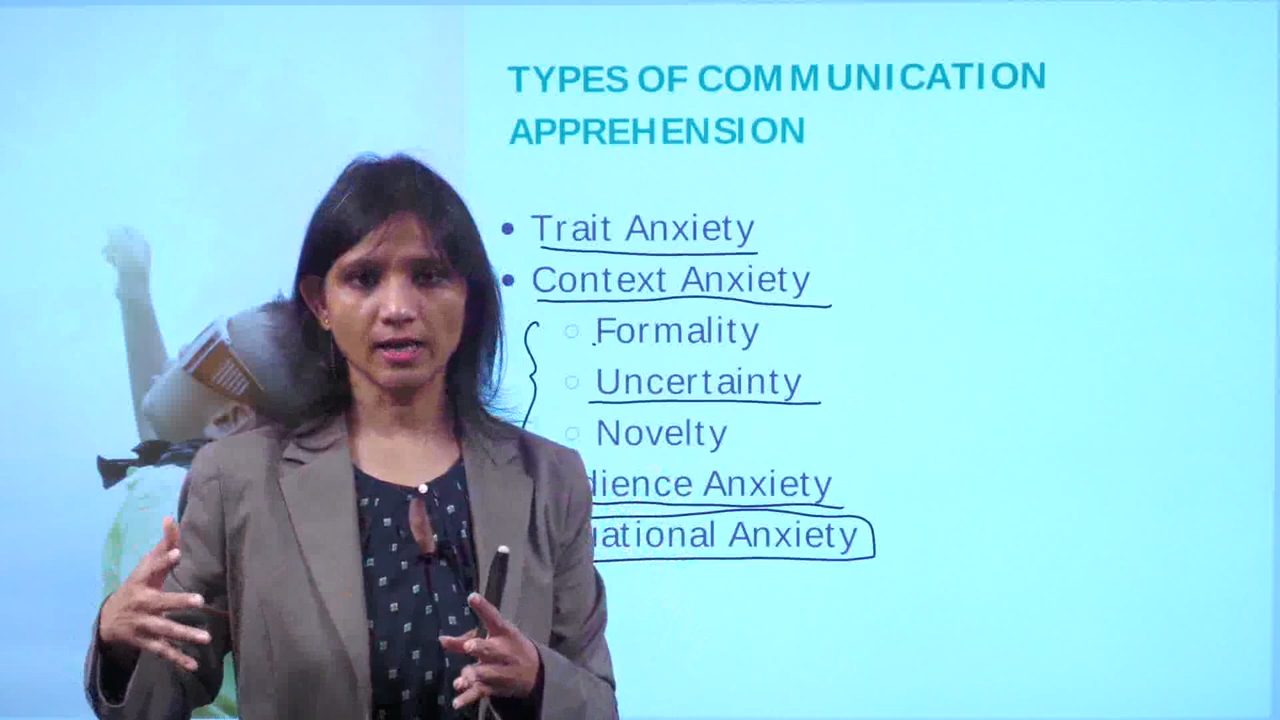 TYPES OF COMMUNICATION
APPREHENSION
• Trait Anxiety
• Context Anxiety
○ Formality
○ Uncertainty
○ Novelty
dience Anxiety
uational Anxiety